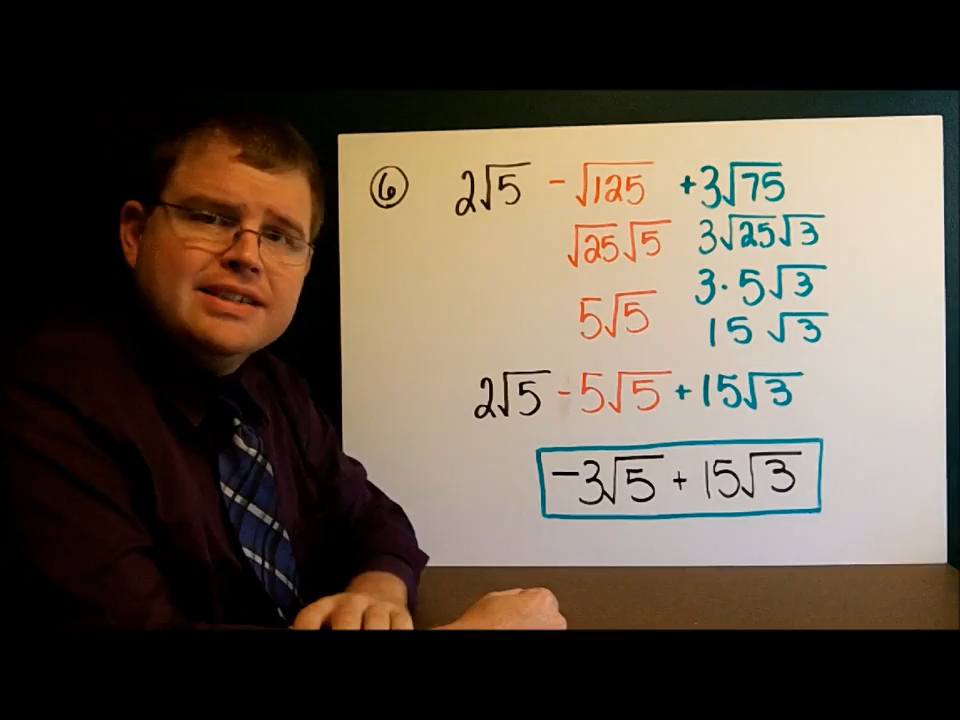 6 2√5 - √125 + 3√75
√25 √5 3√25 √3
3 · 5√3
5√5
15 √3
2√5 - 5√5 + 15√3
-3√5 + 15√3